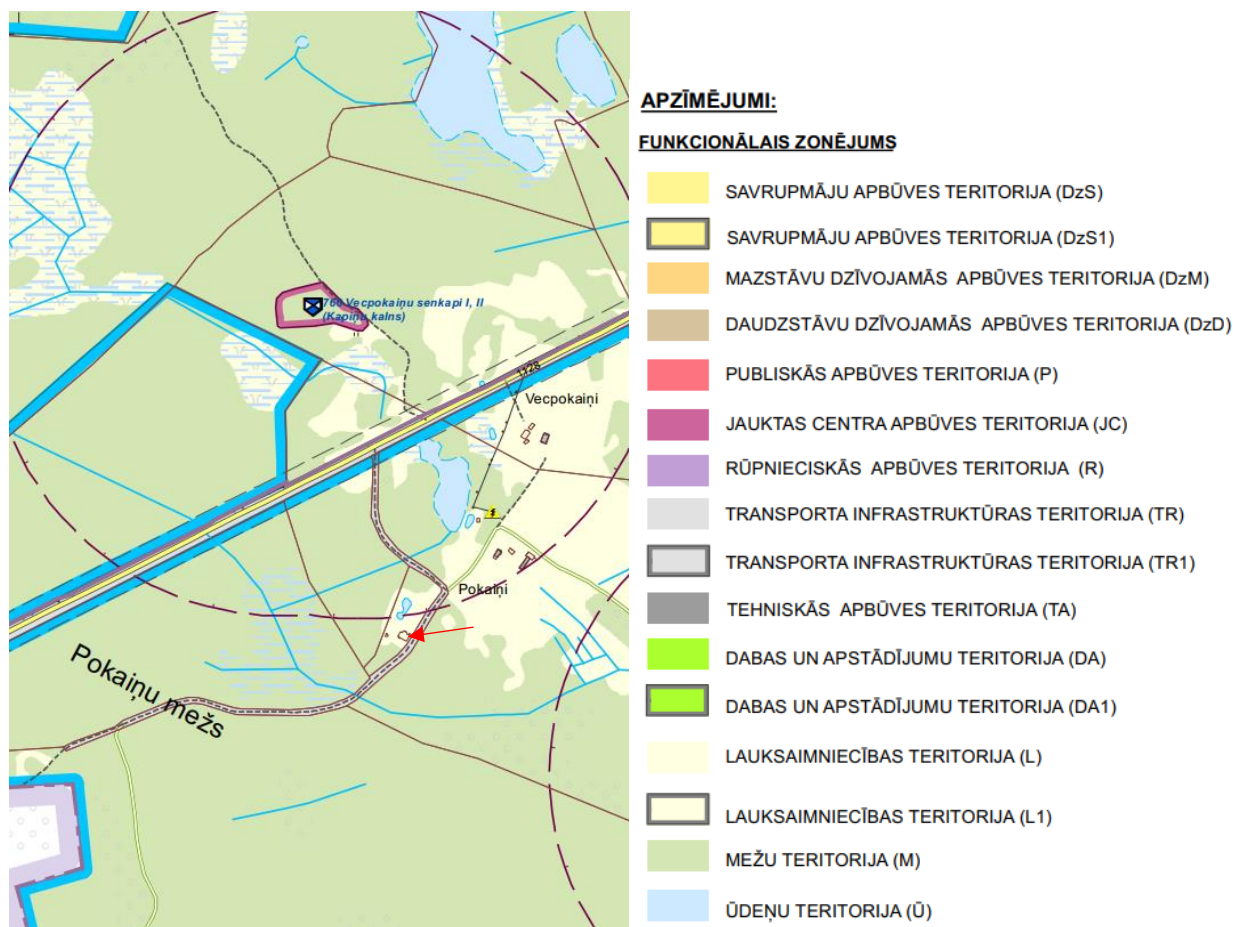 760 Vecpokaiņu senkapi I, II
(Kapiņu kalns)
1128
Vecpokaiņi
Pokaiņi
Pokaiņu mežs
APZĪMĒJUMI:
FUNKCIONĀLAIS ZONĒJUMS
SAVRUPMĀJU APBŪVES TERITORIJA (DzS)
SAVRUPMĀJU APBŪVES TERITORIJA (DzS1)
MAZSTĀVU DZĪVOJAMĀS APBŪVES TERITORIJA (DzM)
DAUDZSTĀVU DZĪVOJAMĀS APBŪVES TERITORIJA (DzD)
PUBLISKĀS APBŪVES TERITORIJA (P)
JAUKTAS CENTRA APBŪVES TERITORIJA (JC)
RŪPNIECISKĀS APBŪVES TERITORIJA (R)
TRANSPORTA INFRASTRUKTŪRAS TERITORIJA (TR)
TRANSPORTA INFRASTRUKTŪRAS TERITORIJA (TR1)
TEHNISKĀS APBŪVES TERITORIJA (TA)
DABAS UN APSTĀDĪJUMU TERITORIJA (DA)
DABAS UN APSTĀDĪJUMU TERITORIJA (DA1)
LAUKSAIMNIECĪBAS TERITORIJA (L)
LAUKSAIMNIECĪBAS TERITORIJA (L1)
MEŽU TERITORIJA (M)
ŪDEŅU TERITORIJA (Ū)